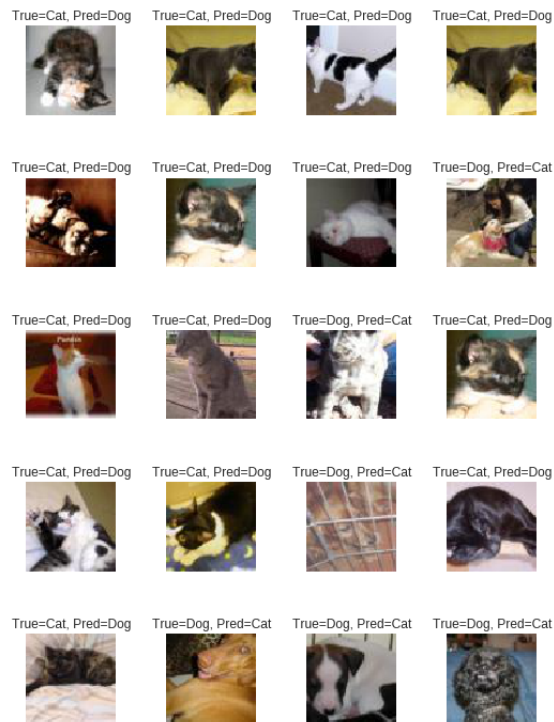 True=Cat, Pred=Dog True=Cat, Pred=Dog True=Cat, Pred=Dog True=Cat, Pred=Dog
True=Cat, Pred=Dog True=Cat, Pred=Dog True=Cat, Pred=Dog True=Dog, Pred=Cat
True=Cat, Pred=Dog True=Cat, Pred=Dog True=Dog, Pred=Cat True=Cat, Pred=Dog
True=Cat, Pred=Dog True=Cat, Pred=Dog True=Dog, Pred=Cat True=Cat, Pred=Dog
True=Cat, Pred=Dog True=Dog, Pred=Cat True=Dog, Pred=Cat True=Dog, Pred=Cat